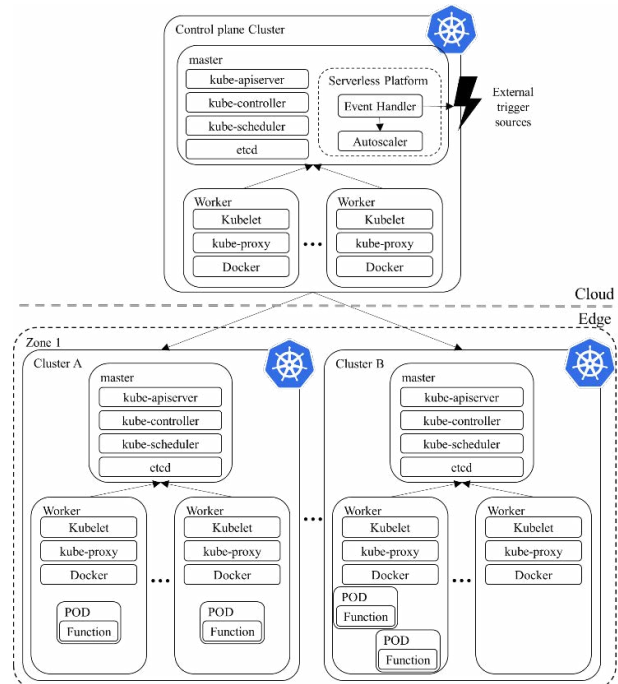 Control plane Cluster
master
kube-apiserver
kube-controller
kube-scheduler
etcd
Serverless Platform
Event Handler
Autoscaler
External
trigger
sources
Worker
Kubelet
kube-proxy
Docker
...
Worker
Kubelet
kube-proxy
Docker
Cloud
Edge
Zone 1
Cluster A
master
kube-apiserver
kube-controller
kube-scheduler
etcd
Worker
Kubelet
kube-proxy
Docker
POD
Function
...
Worker
Kubelet
kube-proxy
Docker
POD
Function
...
Cluster B
master
kube-apiserver
kube-controller
kube-scheduler
etcd
Worker
Kubelet
kube-proxy
Docker
POD
Function
POD
Function
...
Worker
Kubelet
kube-proxy
Docker